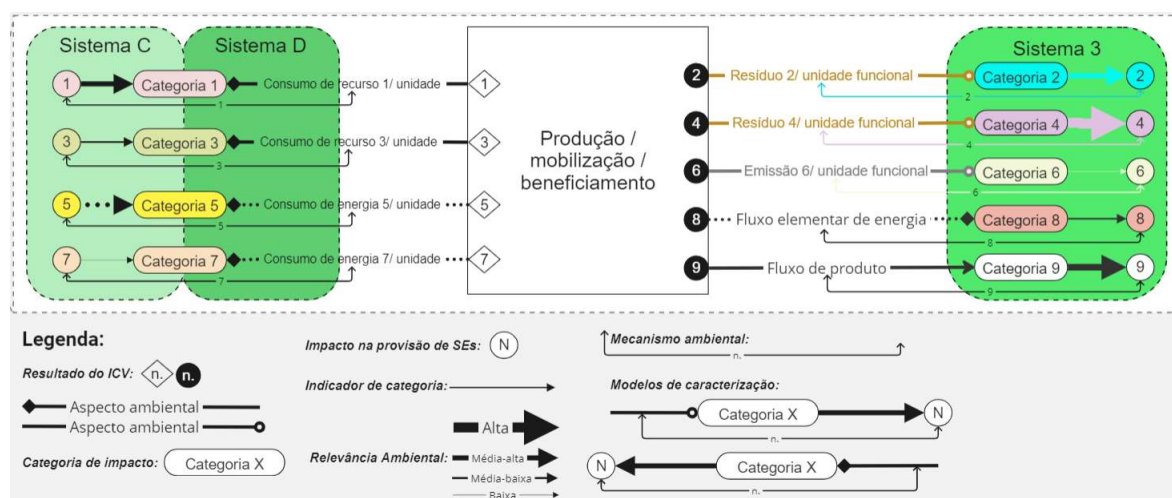 Sistema C
Sistema D
Sistema 3
1
Categoria 1
Consumo de recurso 1/ unidade
1
1
3
Categoria 3
Consumo de recurso 3/ unidade
3
3
5
Categoria 5
Consumo de energia 5/ unidade
5
5
7
Categoria 7
Consumo de energia 7/ unidade
7
7
Produção /
mobilização /
beneficiamento
2
Resíduo 2/ unidade funcional
Categoria 2
2
2
4
Resíduo 4/ unidade funcional
Categoria 4
4
4
6
Emissão 6/ unidade funcional
Categoria 6
6
6
8
Fluxo elementar de energia
Categoria 8
8
8
9
Fluxo de produto
Categoria 9
9
9
Legenda:
Resultado do ICV: n. n.
Aspecto ambiental
Aspecto ambiental
Categoria de impacto: Categoria X
Impacto na provisão de SEs: N
Indicador de categoria:
Relevância Ambiental:
Alta
Média-alta
Média-baixa
Baixa
Mecanismo ambiental:
n.
Modelos de caracterização:
Categoria X N
n.
N Categoria X
n.